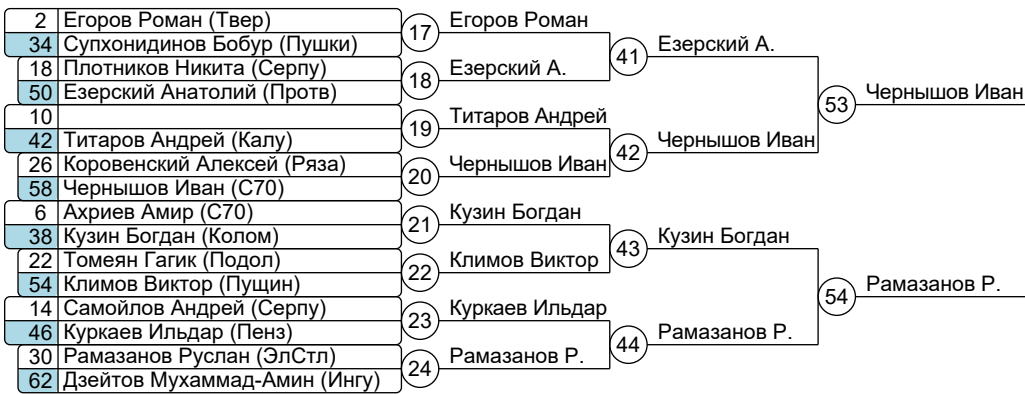 2 Егоров Роман (Твер)
34 Супхонидинов Бобур (Пушки)
18 Плотников Никита (Серпу)
50 Езерский Анатолий (Протв)
10
42 Титаров Андрей (Калу)
26 Коровенский Алексей (Ряза)
58 Чернышов Иван (С70)
6 Ахриев Амир (С70)
38 Кузин Богдан (Колом)
22 Томеян Гагик (Подол)
54 Климов Виктор (Пущин)
14 Самойлов Андрей (Серпу)
46 Куркаев Ильдар (Пенз)
30 Рамазанов Руслан (ЭлСтл)
62 Дзейтов Мухаммад-Амин (Ингу)
17 Егоров Роман
18 Езерский А.
19 Титаров Андрей
20 Чернышов Иван
21 Кузин Богдан
22 Климов Виктор
23 Куркаев Ильдар
24 Рамазанов Р.
41 Езерский А.
42 Чернышов Иван
43 Кузин Богдан
44 Рамазанов Р.
53 Чернышов Иван
54 Рамазанов Р.